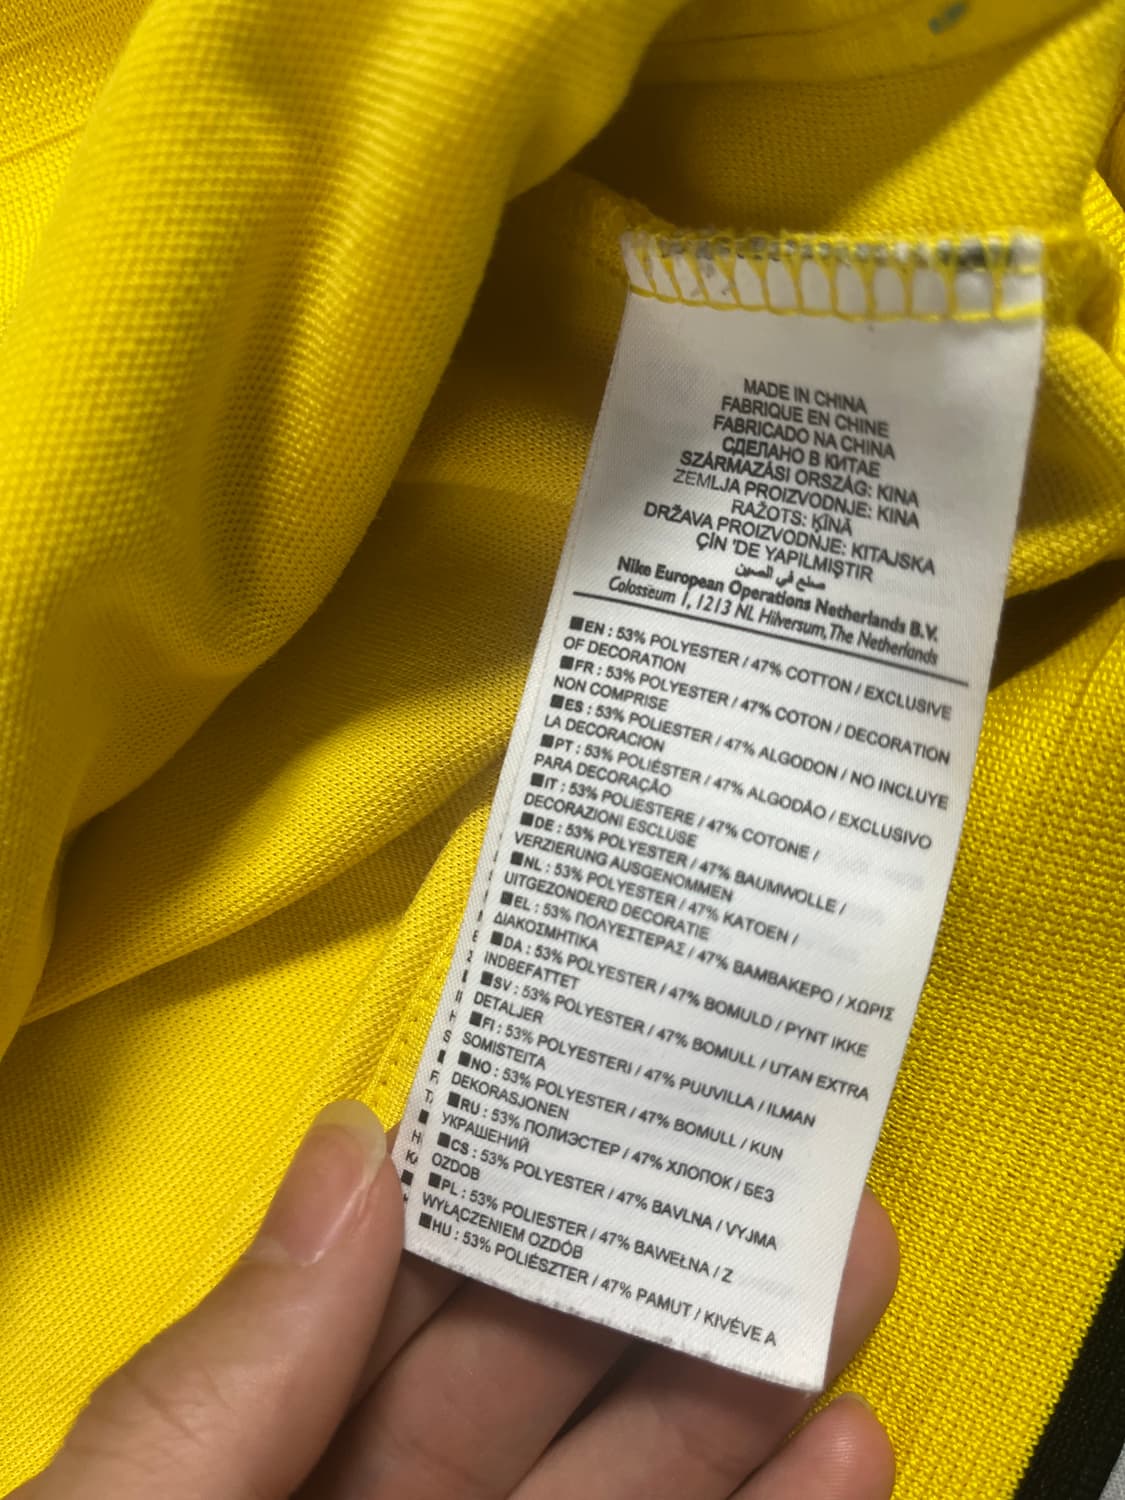 MADE IN CHINA
FABRIQUE EN CHINE
FABRICADO NA CHINA
СДЕЛАНО В КИТАЕ
SZÁRMAZÁSI ORSZÁG: KINA
ZEMLJA PROIZVODNJE: KINA
RAŽOTS: ĶĪNĀ
DRŽAVA PROIZVODNJE: KITAJSKA
ÇİN 'DE YAPILMIŞTIR
صنع في الصين
Nike European Operations Netherlands B.V.
Colosseum 1, 1213 NL Hilversum, The Netherlands
■EN : 53% POLYESTER / 47% COTTON / EXCLUSIVE
OF DECORATION
■FR : 53% POLYESTER / 47% COTON / DECORATION
NON COMPRISE
■ES : 53% POLIESTER / 47% ALGODON / NO INCLUYE
LA DECORACION
■PT : 53% POLIÉSTER / 47% ALGODÃO / EXCLUSIVO
PARA DECORAÇÃO
■IT : 53% POLIESTERE / 47% COTONE /
DECORAZIONI ESCLUSE
■DE : 53% POLYESTER / 47% BAUMWOLLE /
VERZIERUNG AUSGENOMMEN
■NL : 53% POLYESTER / 47% KATOEN /
UITGEZONDERD DECORATIE
■EL : 53% ΠΟΛΥΕΣΤΕΡΑΣ / 47% ΒΑΜΒΑΚΕΡΟ / ΧΩΡΙΣ
ΔΙΑΚΟΣΜΗΤΙΚΑ
■DA : 53% POLYESTER / 47% BOMULD / PYNT IKKE
INDBEFATTET
■SV : 53% POLYESTER / 47% BOMULL / UTAN EXTRA
DETALJER
■FI : 53% POLYESTERI / 47% PUUVILLA / ILMAN
SOMISTEITA
■NO : 53% POLYESTER / 47% BOMULL / KUN
DEKORASJONEN
■RU : 53% ПОЛИЭСТЕР / 47% ХЛОПОК / БЕЗ
УКРАШЕНИЙ
■CS : 53% POLYESTER / 47% BAVLNA / VYJMA
OZDOB
■PL : 53% POLIESTER / 47% BAWEŁNA / Z
WYŁĄCZENIEM OZDÓB
■HU : 53% POLIÉSZTER / 47% PAMUT / KIVÉVE A